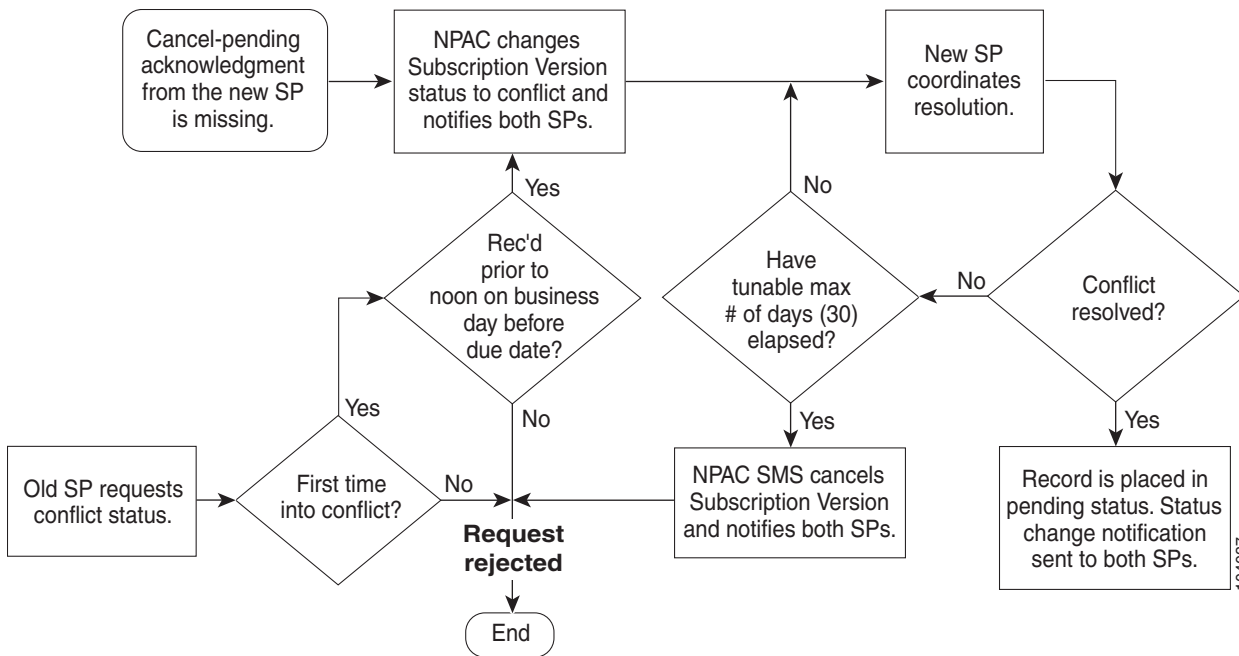 Cancel-pending
acknowledgment
from the new SP
is missing.
NPAC changes
Subscription Version
status to conflict and
notifies both SPs.
New SP
coordinates
resolution.
Yes
No
Rec'd
prior to
noon on business
day before
due date?
Have
tunable max
# of days (30)
elapsed?
No
Conflict
resolved?
Yes
No
Yes
Yes
Old SP requests
conflict status.
First time
into conflict?
No
NPAC SMS cancels
Subscription Version
and notifies both SPs.
Record is placed in
pending status. Status
change notification
sent to both SPs.
Request
rejected
End